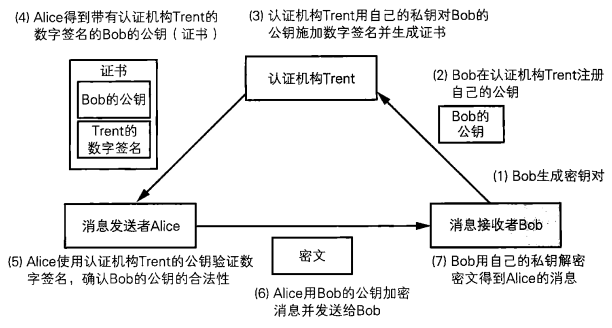 (4) Alice得到带有认证机构Trent的
数字签名的Bob的公钥（证书）
(3) 认证机构Trent用自己的私钥对Bob的
公钥施加数字签名并生成证书
证书
Bob的公钥
Trent的
数字签名
认证机构Trent
(2) Bob在认证机构Trent注册
自己的公钥
Bob的
公钥
(1) Bob生成密钥对
消息发送者Alice
消息接收者Bob
(5) Alice使用认证机构Trent的公钥验证数
字签名，确认Bob的公钥的合法性
密文
(6) Alice用Bob的公钥加密
消息并发送给Bob
(7) Bob用自己的私钥解密
密文得到Alice的消息